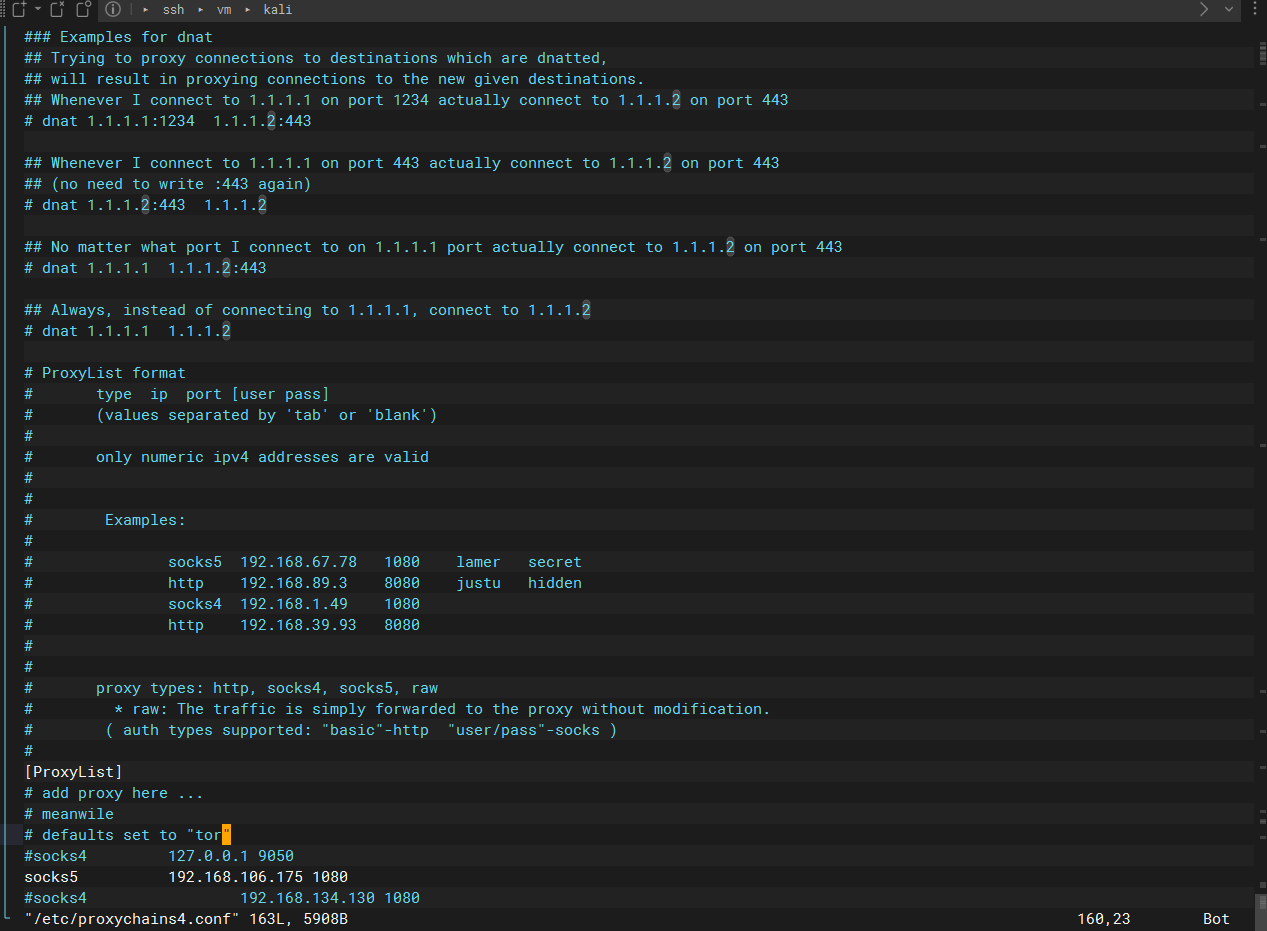 ssh ▸ vm ▸ kali
### Examples for dnat
## Trying to proxy connections to destinations which are dnatted,
## will result in proxying connections to the new given destinations.
## Whenever I connect to 1.1.1.1 on port 1234 actually connect to 1.1.1.2 on port 443
# dnat 1.1.1.1:1234  1.1.1.2:443
## Whenever I connect to 1.1.1.1 on port 443 actually connect to 1.1.1.2 on port 443
## (no need to write :443 again)
# dnat 1.1.1.2:443  1.1.1.2
## No matter what port I connect to on 1.1.1.1 port actually connect to 1.1.1.2 on port 443
# dnat 1.1.1.1  1.1.1.2:443
## Always, instead of connecting to 1.1.1.1, connect to 1.1.1.2
# dnat 1.1.1.1  1.1.1.2
# ProxyList format
#       type  ip  port [user pass]
#       (values separated by 'tab' or 'blank')
#
#       only numeric ipv4 addresses are valid
#
#
#        Examples:
#
#               socks5  192.168.67.78   1080    lamer   secret
#               http    192.168.89.3    8080    justu   hidden
#               socks4  192.168.1.49    1080
#               http    192.168.39.93   8080
#
#
#       proxy types: http, socks4, socks5, raw
#         * raw: The traffic is simply forwarded to the proxy without modification.
#        ( auth types supported: "basic"-http  "user/pass"-socks )
#
[ProxyList]
# add proxy here ...
# meanwile
# defaults set to "tor"
#socks4         127.0.0.1 9050
socks5          192.168.106.175 1080
#socks4                 192.168.134.130 1080
"/etc/proxychains4.conf" 163L, 5908B                    160,23        Bot